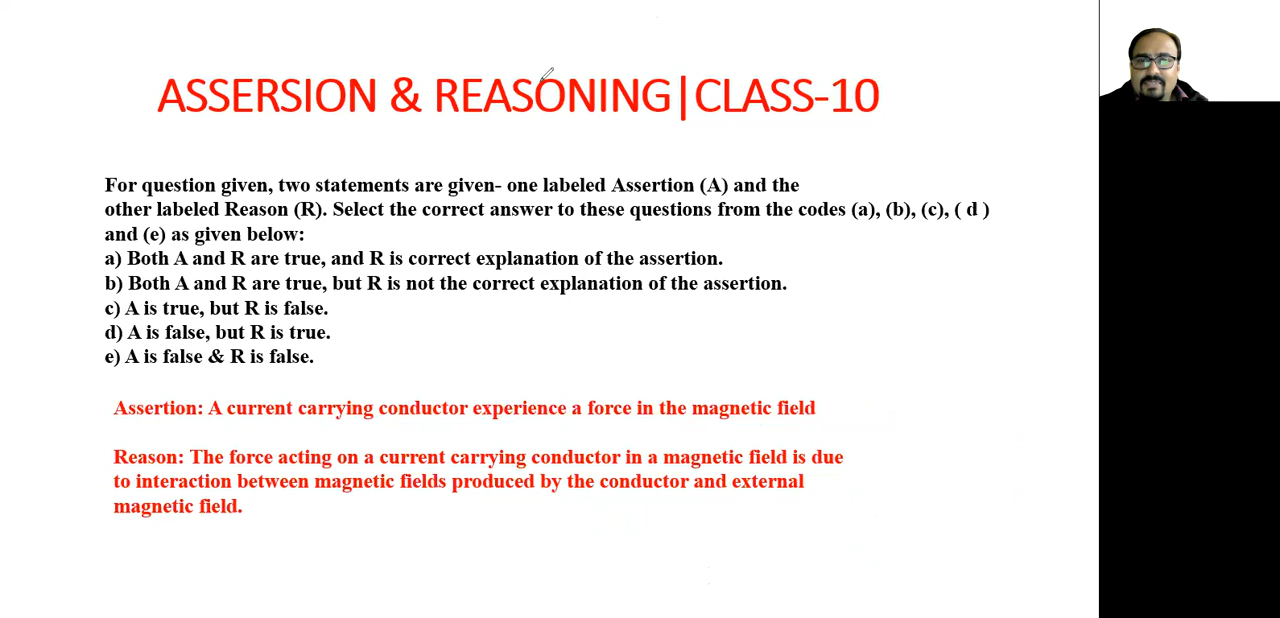 ASSERSION & REASONING|CLASS-10
For question given, two statements are given- one labeled Assertion (A) and the
other labeled Reason (R). Select the correct answer to these questions from the codes (a), (b), (c), ( d )
and (e) as given below:
a) Both A and R are true, and R is correct explanation of the assertion.
b) Both A and R are true, but R is not the correct explanation of the assertion.
c) A is true, but R is false.
d) A is false, but R is true.
e) A is false & R is false.
Assertion: A current carrying conductor experience a force in the magnetic field
Reason: The force acting on a current carrying conductor in a magnetic field is due
to interaction between magnetic fields produced by the conductor and external
magnetic field.